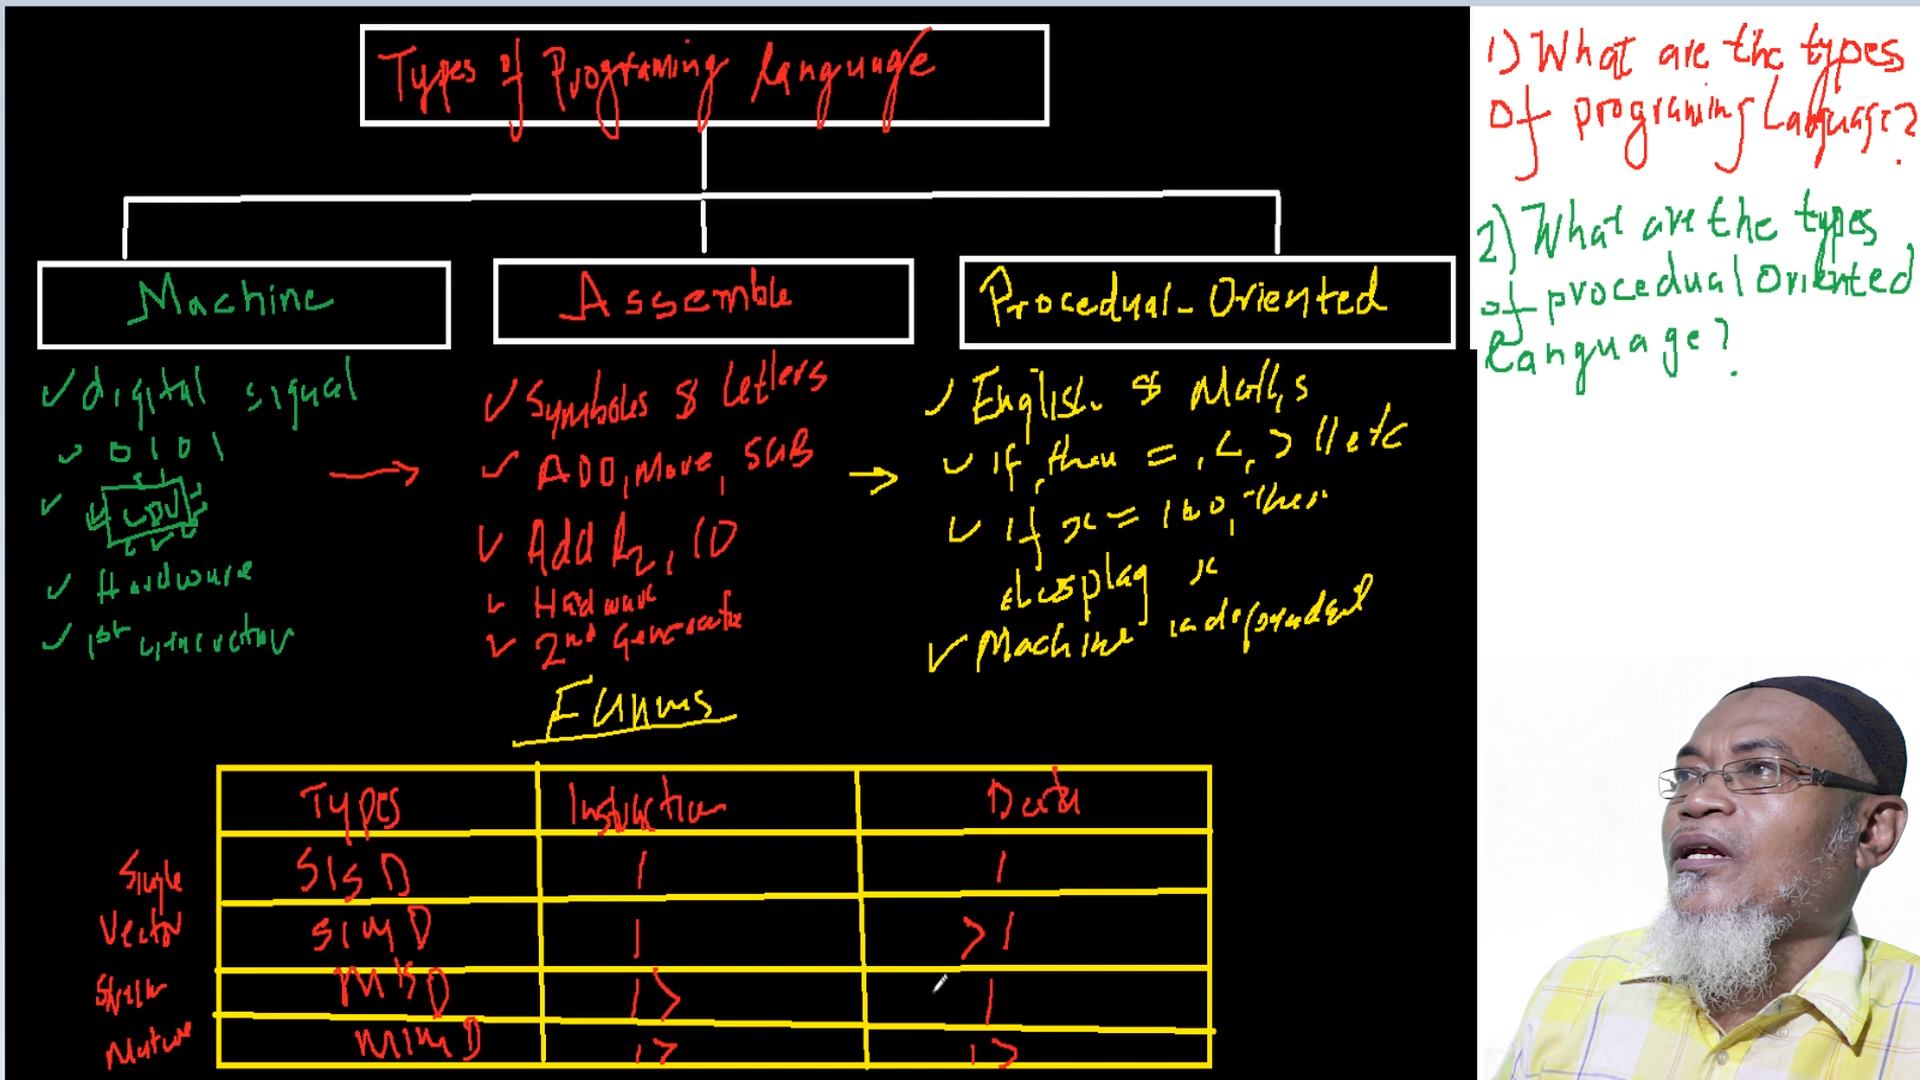 Types of Programing Language
Machine
Assemble
Procedual-Oriented
✓ digital signal
✓ 0101
✓ CPU
✓ Hardware
✓ 1st Generation
✓ Symboles & letters
✓ ADD, Move, SUB
✓ Add R2, 10
✓ Hardware
✓ 2nd Generation
✓ English & Maths
✓ if, then =, <, > // etc
✓ if x = 100, then
display x
✓ Machine independent
Types Instruction Data
Single SISD 1 1
Vector SIMD 1 >1
MISD 1> 1
MIMD 1> 1>
1) What are the types
of programing Language?
2) What are the types
of procedual oriented
Language?